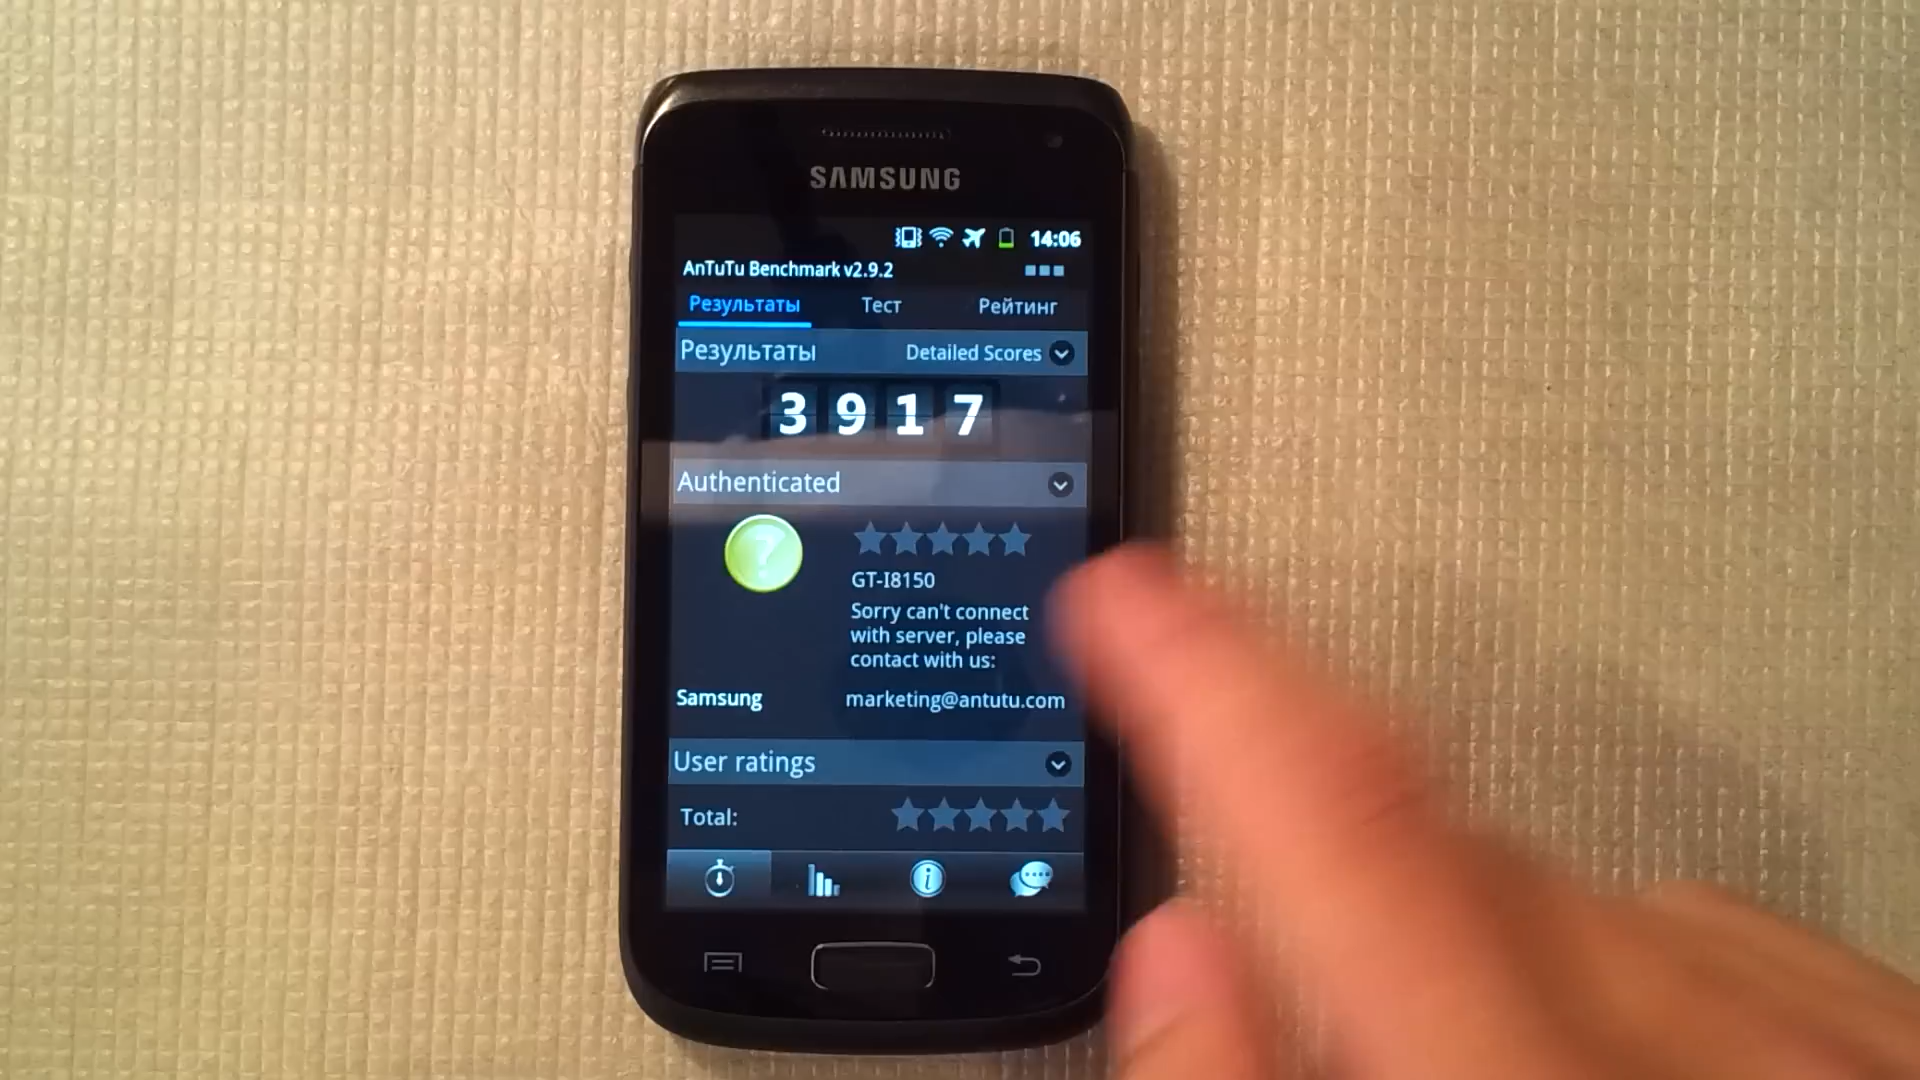 SAMSUNG
14:06
AnTuTu Benchmark v2.9.2
Результаты Тест Рейтинг
Результаты Detailed Scores
3917
Authenticated
GT-I8150
Sorry can't connect
with server, please
contact with us:
Samsung marketing@antutu.com
User ratings
Total: